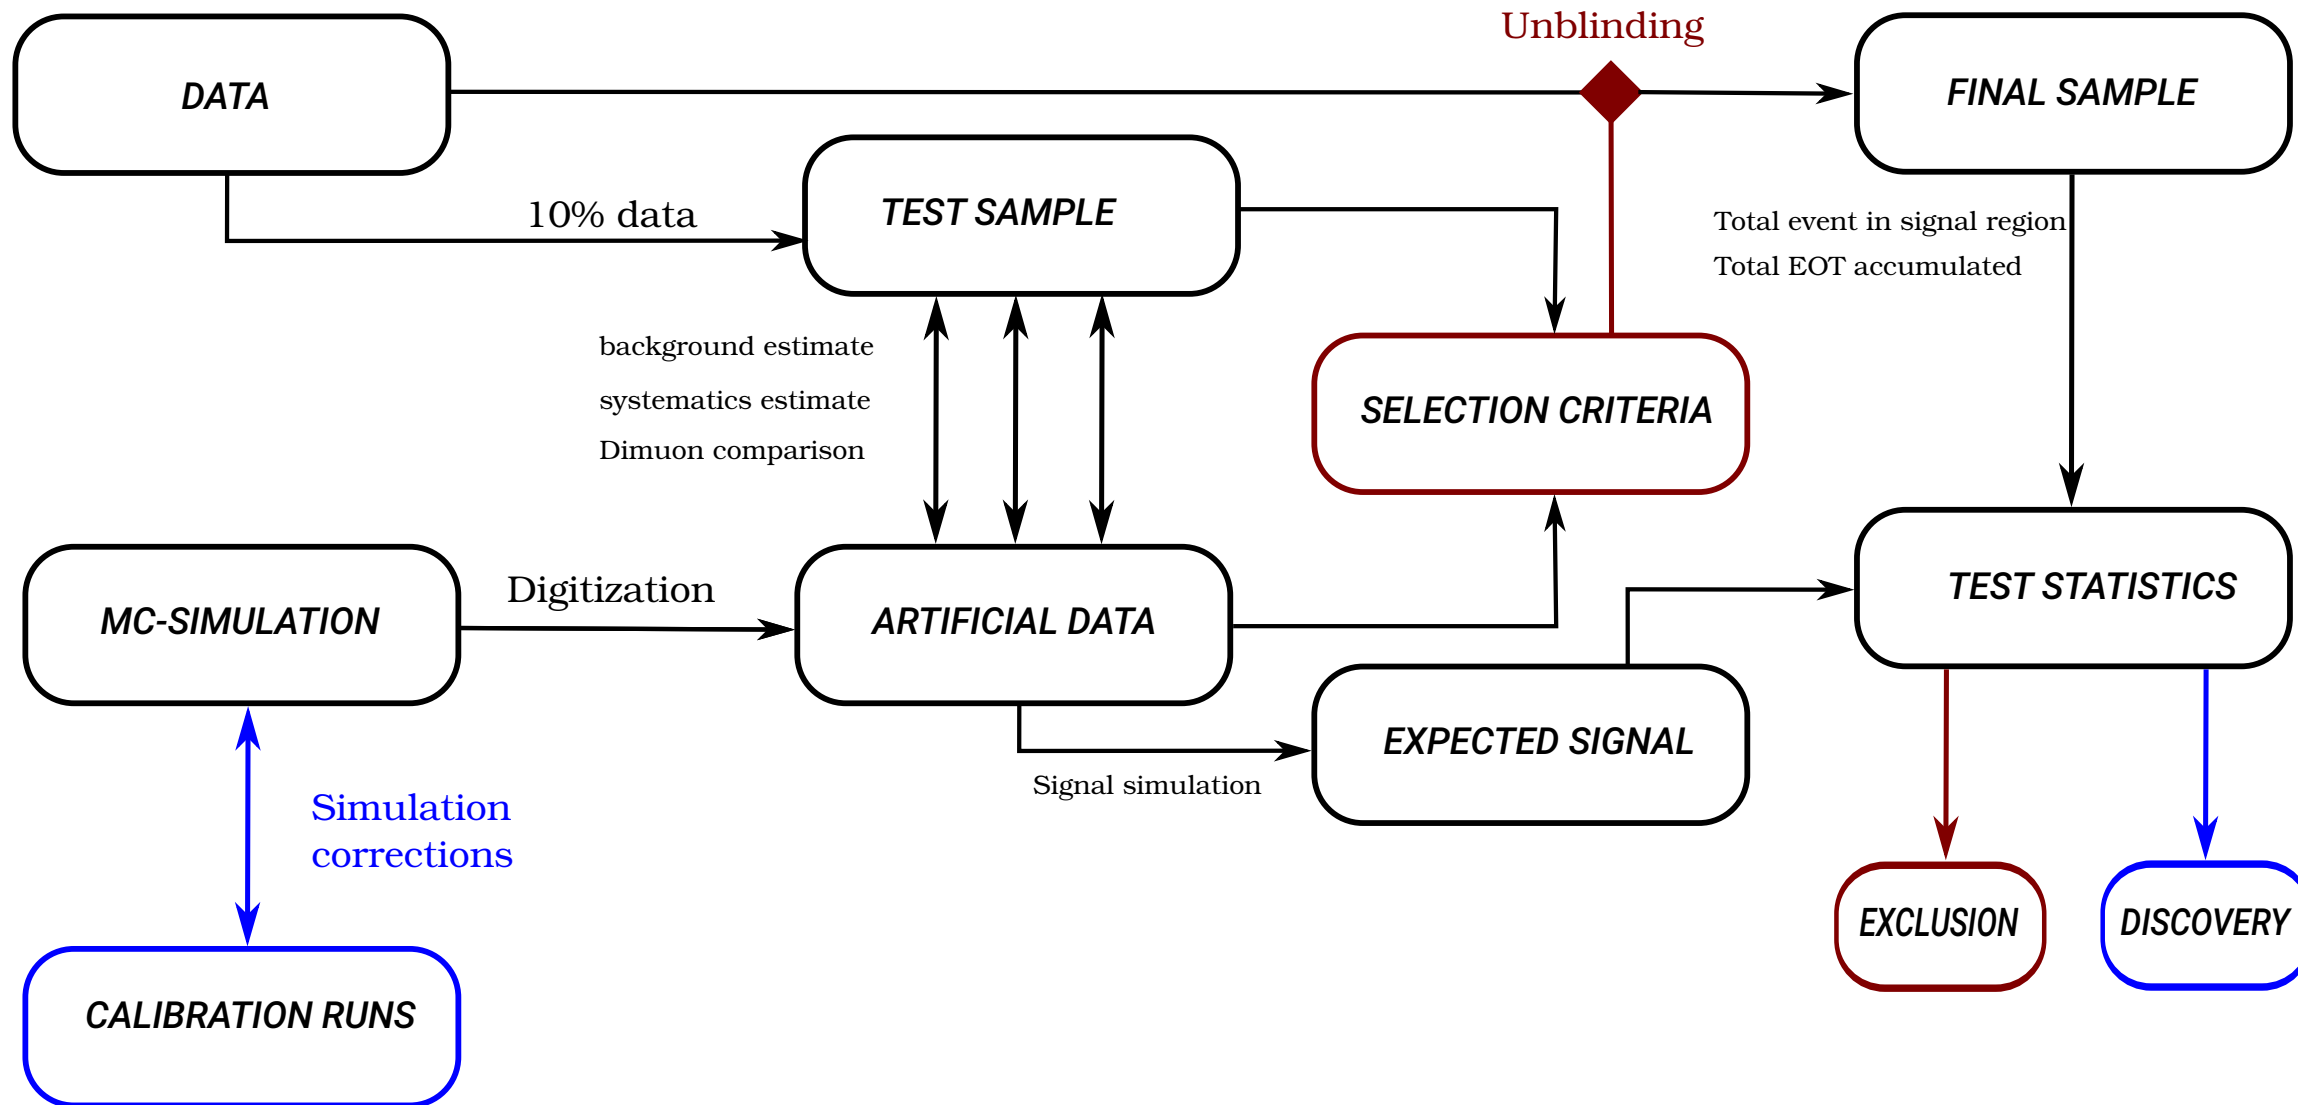 Unblinding
DATA
FINAL SAMPLE
10% data
TEST SAMPLE
Total event in signal region
Total EOT accumulated
background estimate
systematics estimate
Dimuon comparison
SELECTION CRITERIA
MC-SIMULATION
Digitization
ARTIFICIAL DATA
TEST STATISTICS
EXPECTED SIGNAL
Signal simulation
Simulation
corrections
EXCLUSION
DISCOVERY
CALIBRATION RUNS